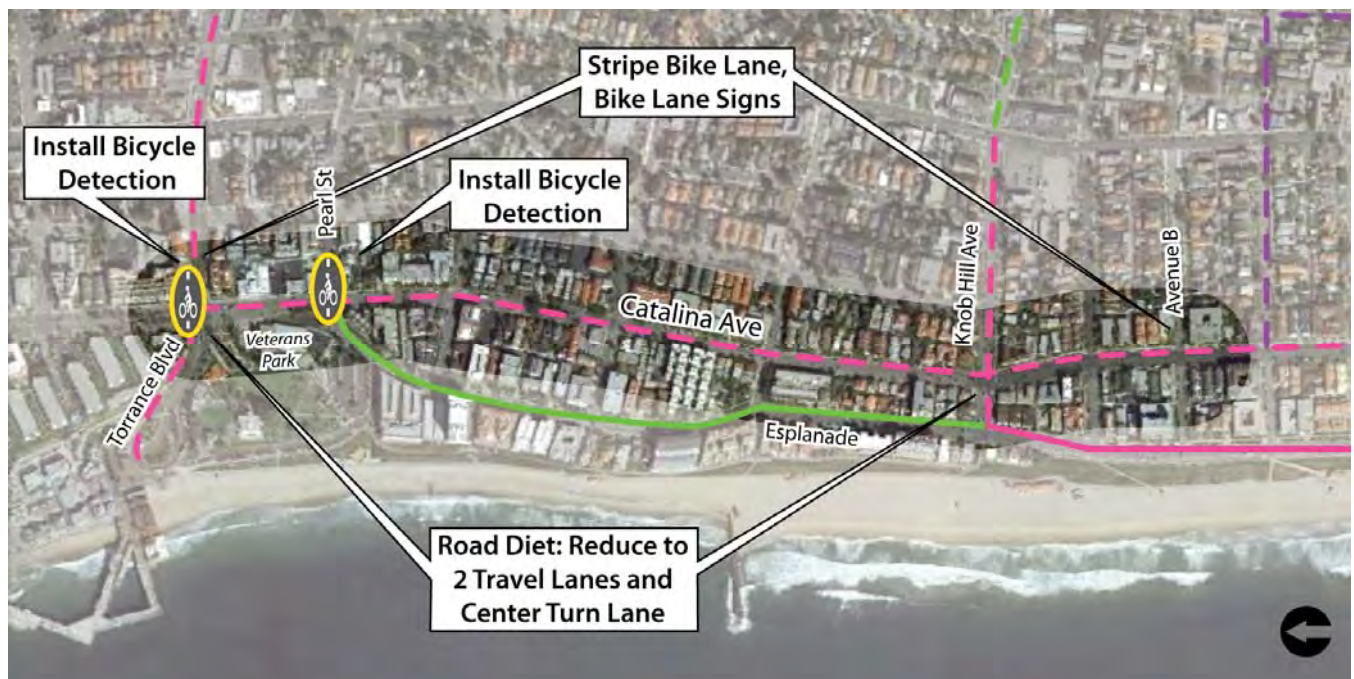 Stripe Bike Lane,
Bike Lane Signs
Install Bicycle
Detection
Pearl St
Install Bicycle
Detection
Knob Hill Ave
Avenue B
Catalina Ave
Veterans
Park
Torrance Blvd
Esplanade
Road Diet: Reduce to
2 Travel Lanes and
Center Turn Lane